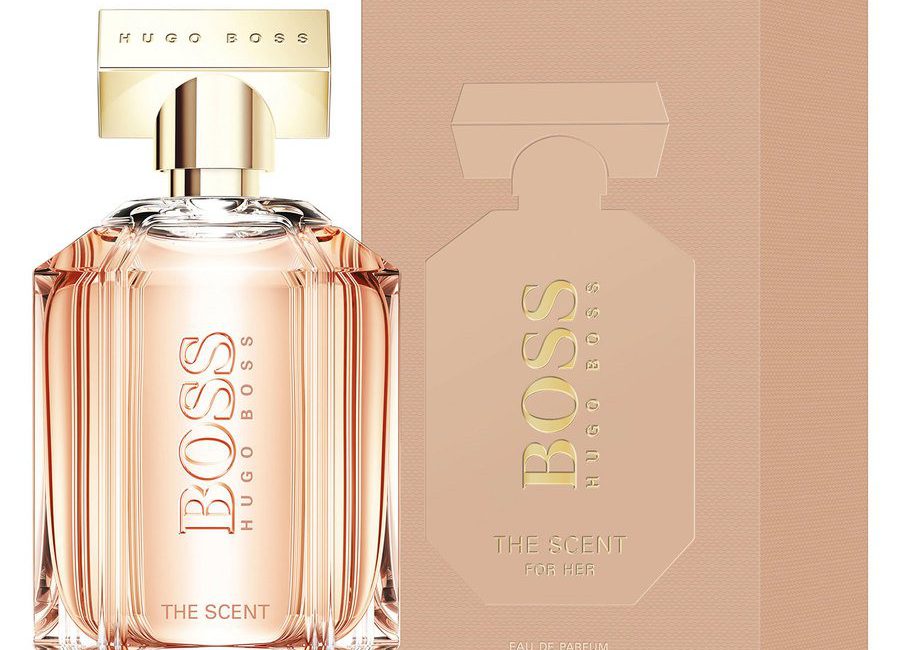 HUGO BOSS
BOSS
HUGO BOSS
THE SCENT
BOSS
HUGO BOSS
THE SCENT
FOR HER
EAU DE PARFUM